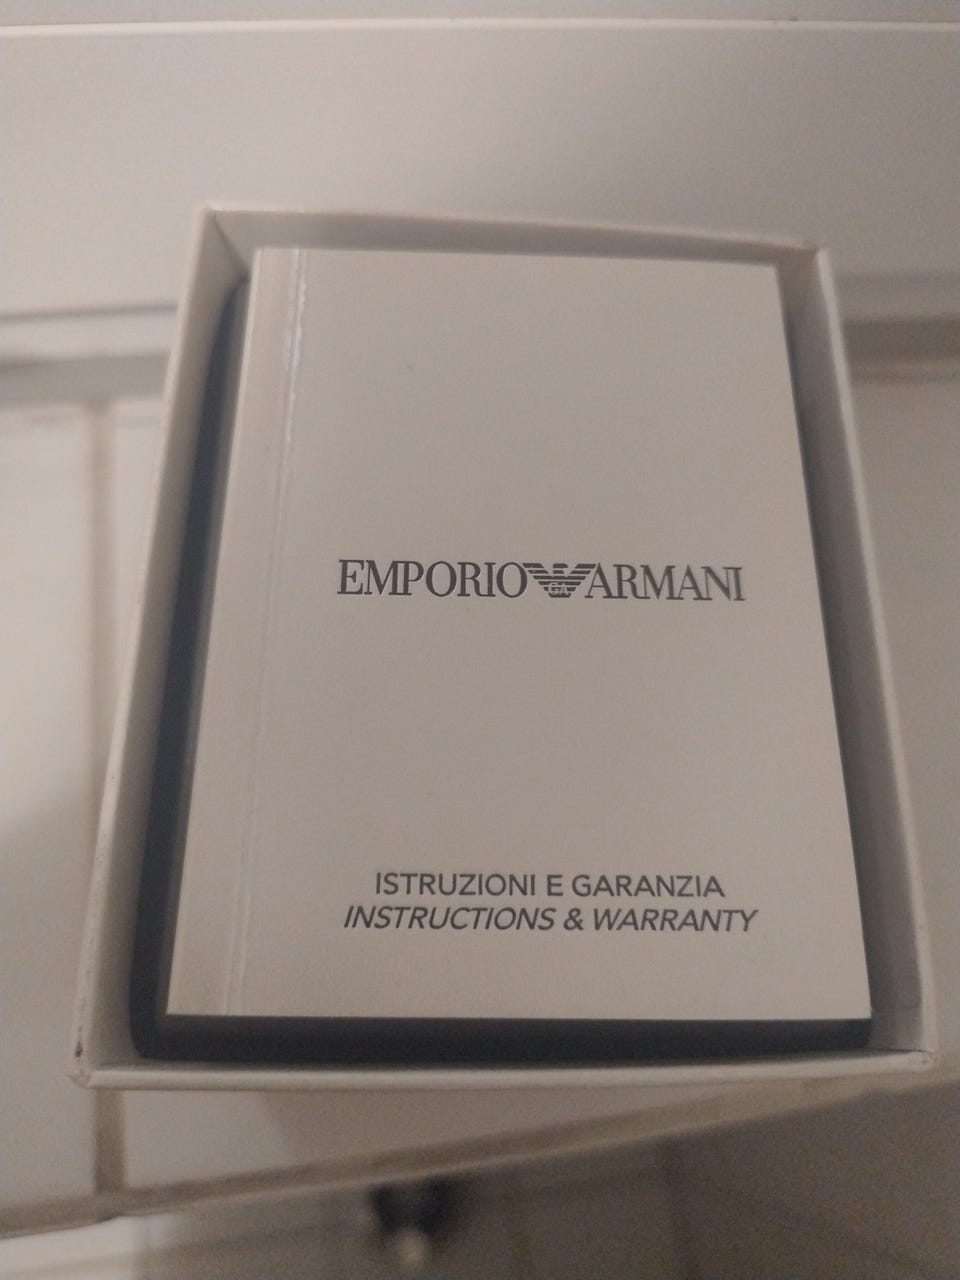 EMPORIO ARMANI
ISTRUZIONI E GARANZIA
INSTRUCTIONS & WARRANTY